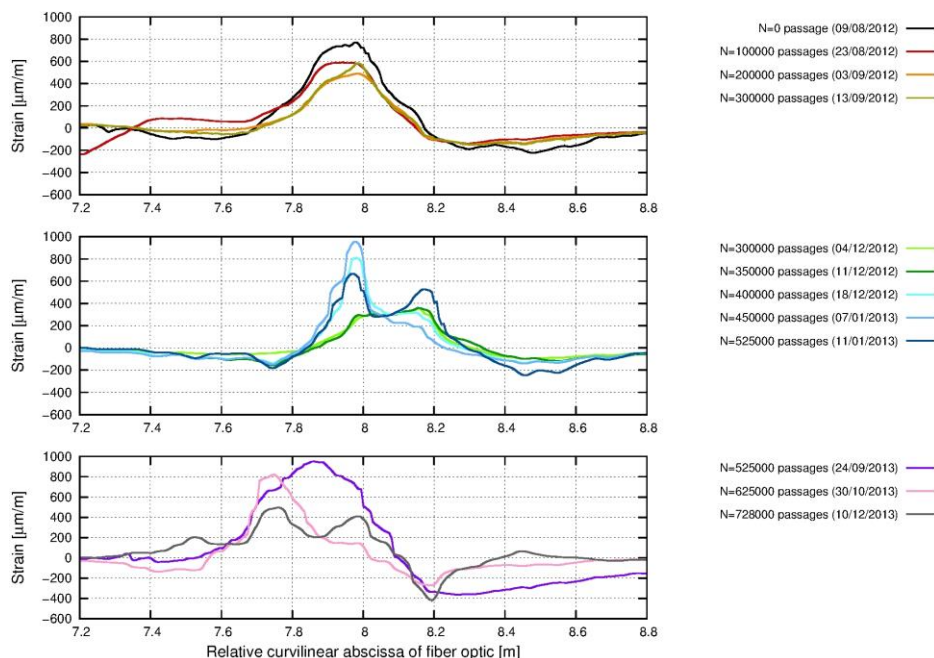 1000
800
600
400
200
0
−200
−400
−600
Strain [μm/m]
7.2 7.4 7.6 7.8 8 8.2 8.4 8.6 8.8
N=0 passage (09/08/2012)
N=100000 passages (23/08/2012)
N=200000 passages (03/09/2012)
N=300000 passages (13/09/2012)
1000
800
600
400
200
0
−200
−400
−600
Strain [μm/m]
7.2 7.4 7.6 7.8 8 8.2 8.4 8.6 8.8
N=300000 passages (04/12/2012)
N=350000 passages (11/12/2012)
N=400000 passages (18/12/2012)
N=450000 passages (07/01/2013)
N=525000 passages (11/01/2013)
1000
800
600
400
200
0
−200
−400
−600
Strain [μm/m]
7.2 7.4 7.6 7.8 8 8.2 8.4 8.6 8.8
Relative curvilinear abscissa of fiber optic [m]
N=525000 passages (24/09/2013)
N=625000 passages (30/10/2013)
N=728000 passages (10/12/2013)